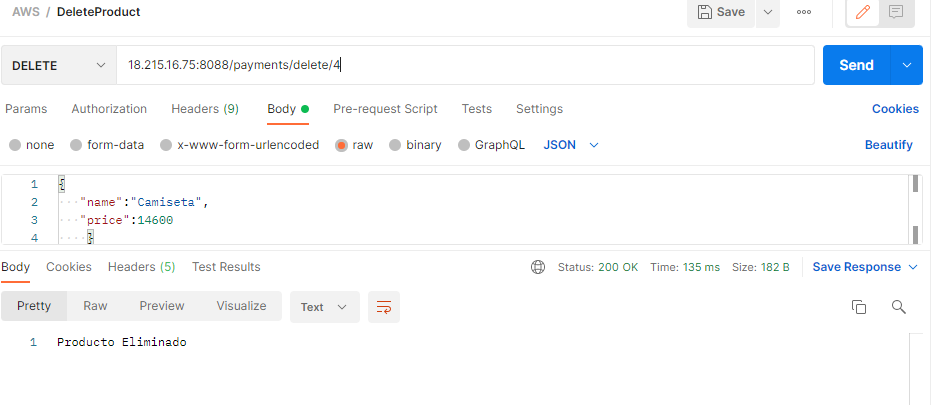 AWS / DeleteProduct Save
DELETE 18.215.16.75:8088/payments/delete/4 Send
Params Authorization Headers (9) Body Pre-request Script Tests Settings Cookies
none form-data x-www-form-urlencoded raw binary GraphQL JSON Beautify
1 {
2 "name":"Camiseta",
3 "price":14600
4 }
Body Cookies Headers (5) Test Results Status: 200 OK Time: 135 ms Size: 182 B Save Response
Pretty Raw Preview Visualize Text
1 Producto Eliminado